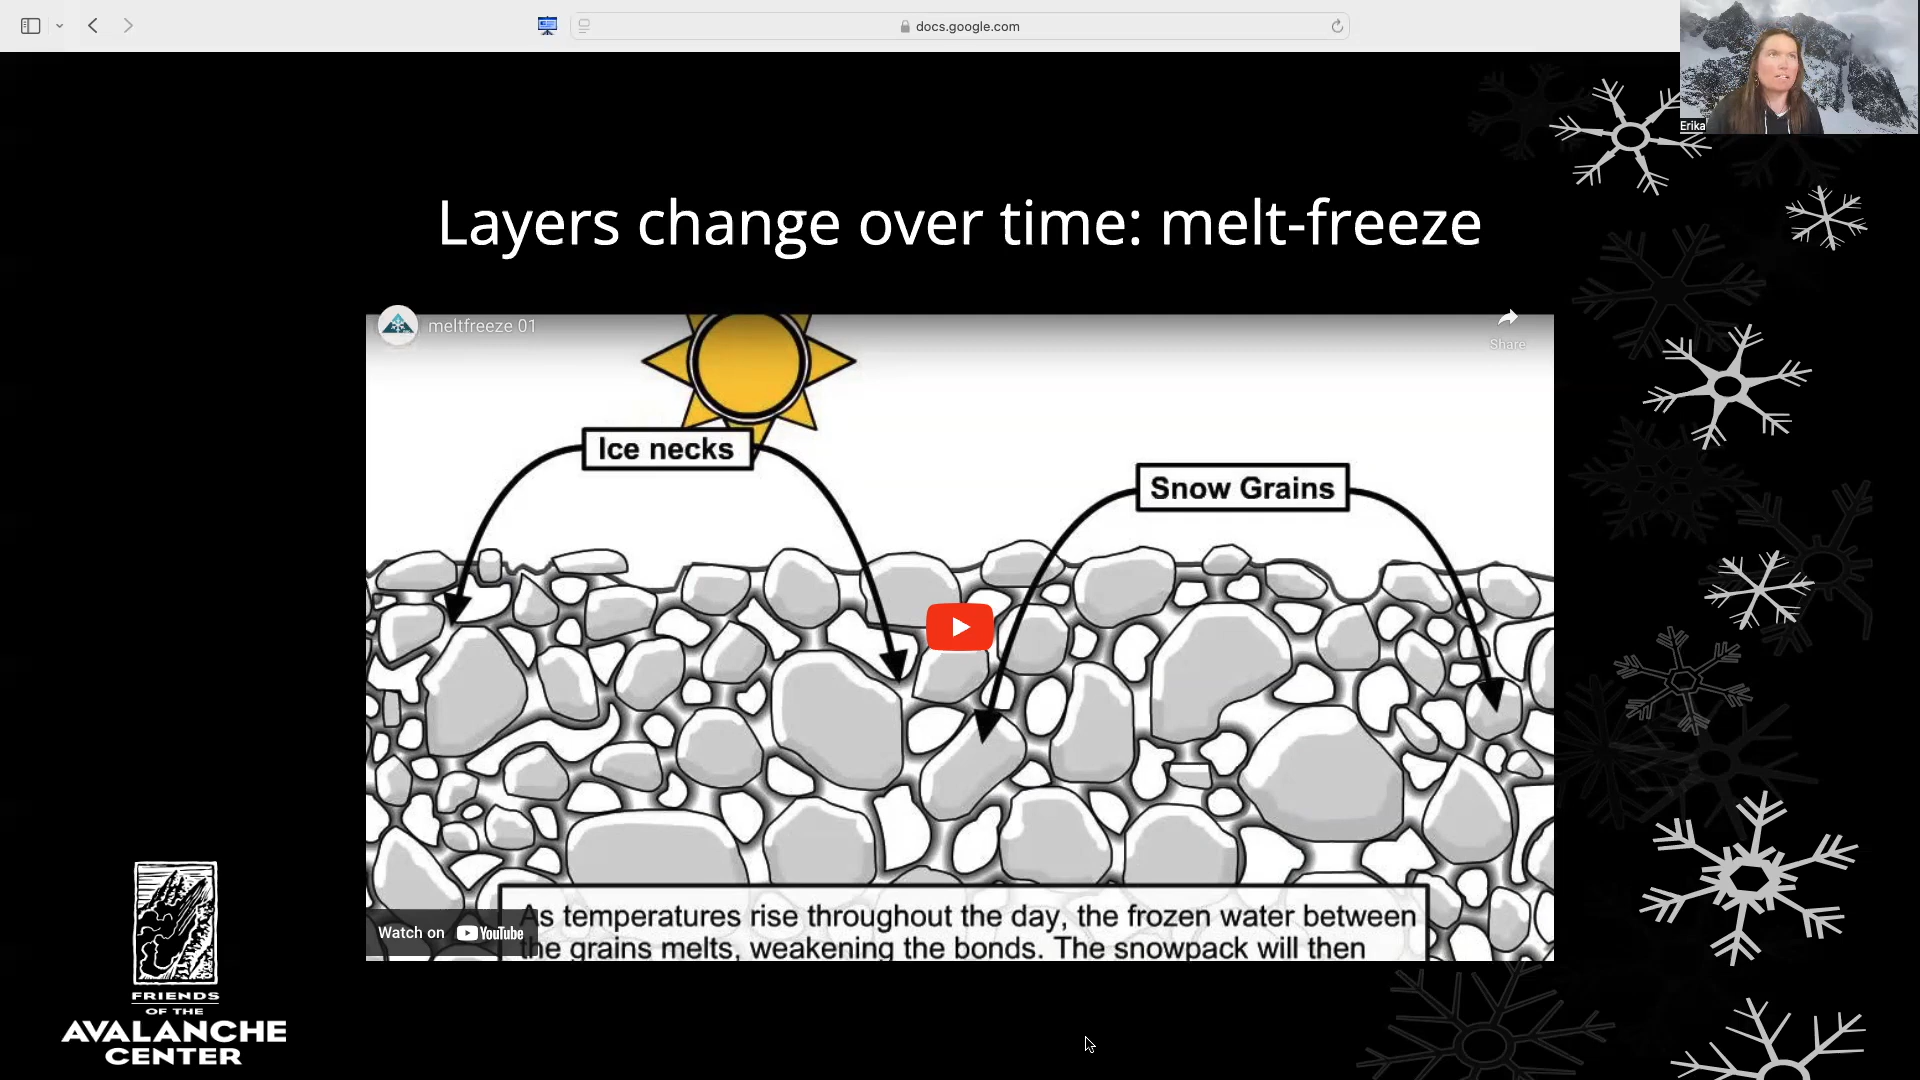 docs.google.com
Erika
Layers change over time: melt-freeze
meltfreeze 01
Share
Ice necks
Snow Grains
As temperatures rise throughout the day, the frozen water between
the grains melts, weakening the bonds. The snowpack will then
Watch on YouTube
FRIENDS
OF THE
AVALANCHE
CENTER